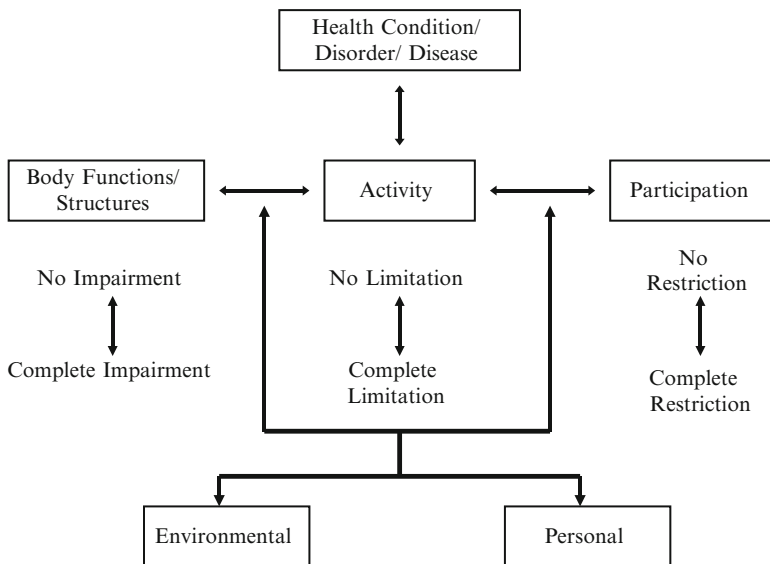 Health Condition/
Disorder/ Disease
Body Functions/
Structures
Activity
Participation
No Impairment
Complete Impairment
No Limitation
Complete
Limitation
No
Restriction
Complete
Restriction
Environmental
Personal